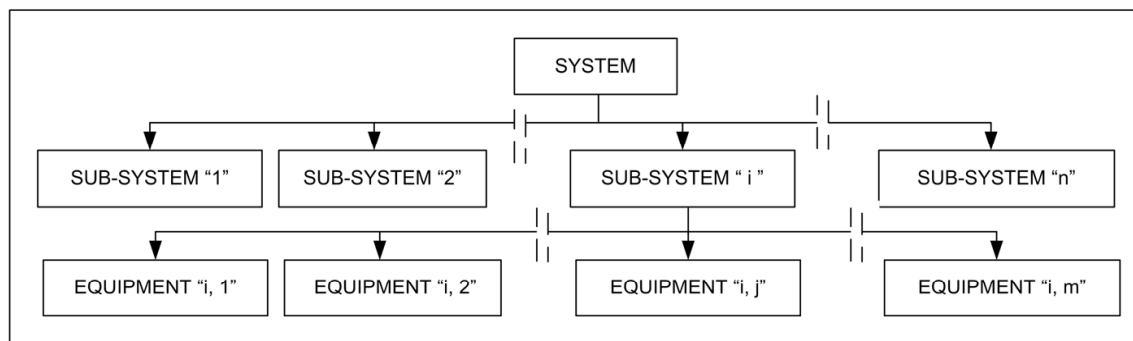 SYSTEM
SUB-SYSTEM “1”
SUB-SYSTEM “2”
SUB-SYSTEM “ i ”
SUB-SYSTEM “n”
EQUIPMENT “i, 1”
EQUIPMENT “i, 2”
EQUIPMENT “i, j”
EQUIPMENT “i, m”